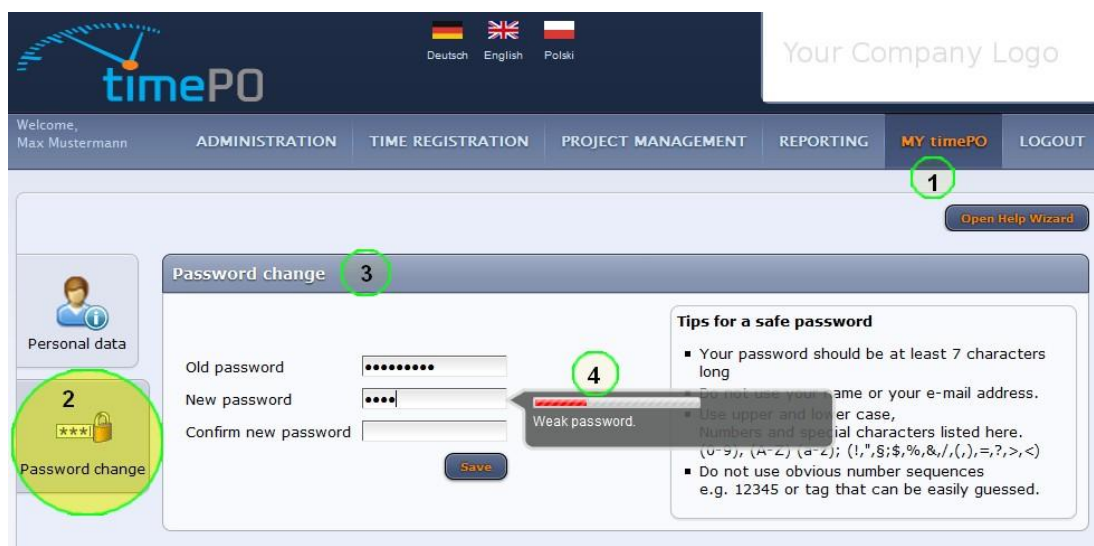 timePO
Deutsch English Polski
Your Company Logo
Welcome,
Max Mustermann
ADMINISTRATION TIME REGISTRATION PROJECT MANAGEMENT REPORTING MY timePO LOGOUT
1
Open Help Wizard
Personal data
2
***
Password change
Password change 3
Old password •••••••••
New password ••••
Confirm new password
Save
4
Weak password.
Tips for a safe password
▪ Your password should be at least 7 characters
long
▪ Do not use your name or your e-mail address.
▪ Use upper and lower case,
Numbers and special characters listed here.
(0-9), (A-Z) (a-z); (!,",§;$,%,&,/,(,),=,?,>,<)
▪ Do not use obvious number sequences
e.g. 12345 or tag that can be easily guessed.